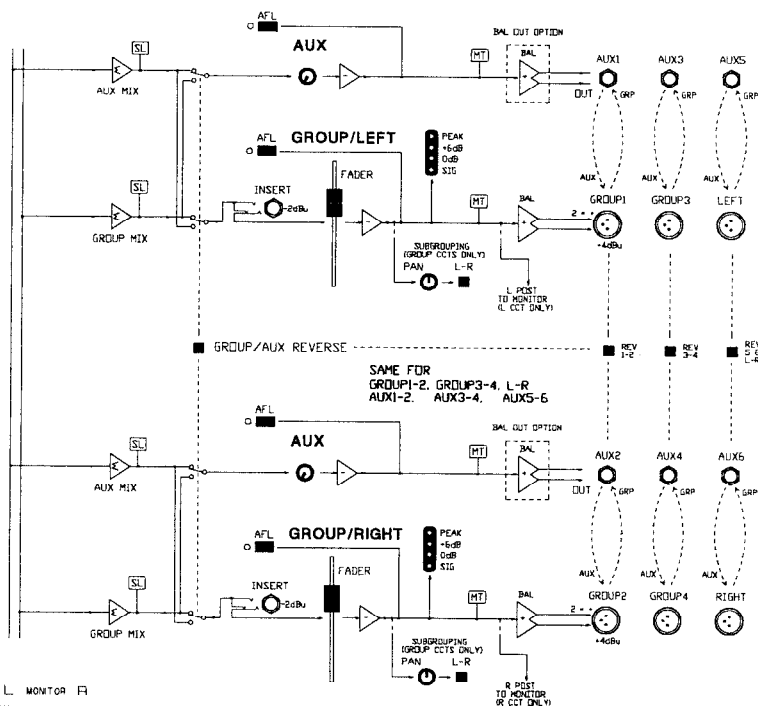 AFL
AUX
BAL OUT OPTION
SL
MT
BAL
AUX1 AUX3 AUX5
GRP GRP GRP
OUT
AUX MIX
AFL
GROUP/LEFT
PEAK
+6dB
0dB
SIG
FADER
SL
INSERT
-2dBu
MT
BAL
AUX AUX AUX
GROUP1 GROUP3 LEFT
2 = +
+4dBu
GROUP MIX
SUBGROUPING
(GROUP CCTS ONLY)
PAN L-R
L POST
TO MONITOR
(L CCT ONLY)
GROUP/AUX REVERSE
REV
1-2
REV
3-4
REV
5-6
L-R
SAME FOR
GROUP1-2, GROUP3-4, L-R
AUX1-2, AUX3-4, AUX5-6
AFL
AUX
BAL OUT OPTION
SL
MT
BAL
AUX2 AUX4 AUX6
GRP GRP GRP
OUT
AUX MIX
AFL
GROUP/RIGHT
PEAK
+6dB
0dB
SIG
FADER
SL
INSERT
-2dBu
MT
BAL
AUX AUX AUX
GROUP2 GROUP4 RIGHT
2 = +
+4dBu
GROUP MIX
SUBGROUPING
(GROUP CCTS ONLY)
PAN L-R
R POST
TO MONITOR
(R CCT ONLY)
L MONITOR R